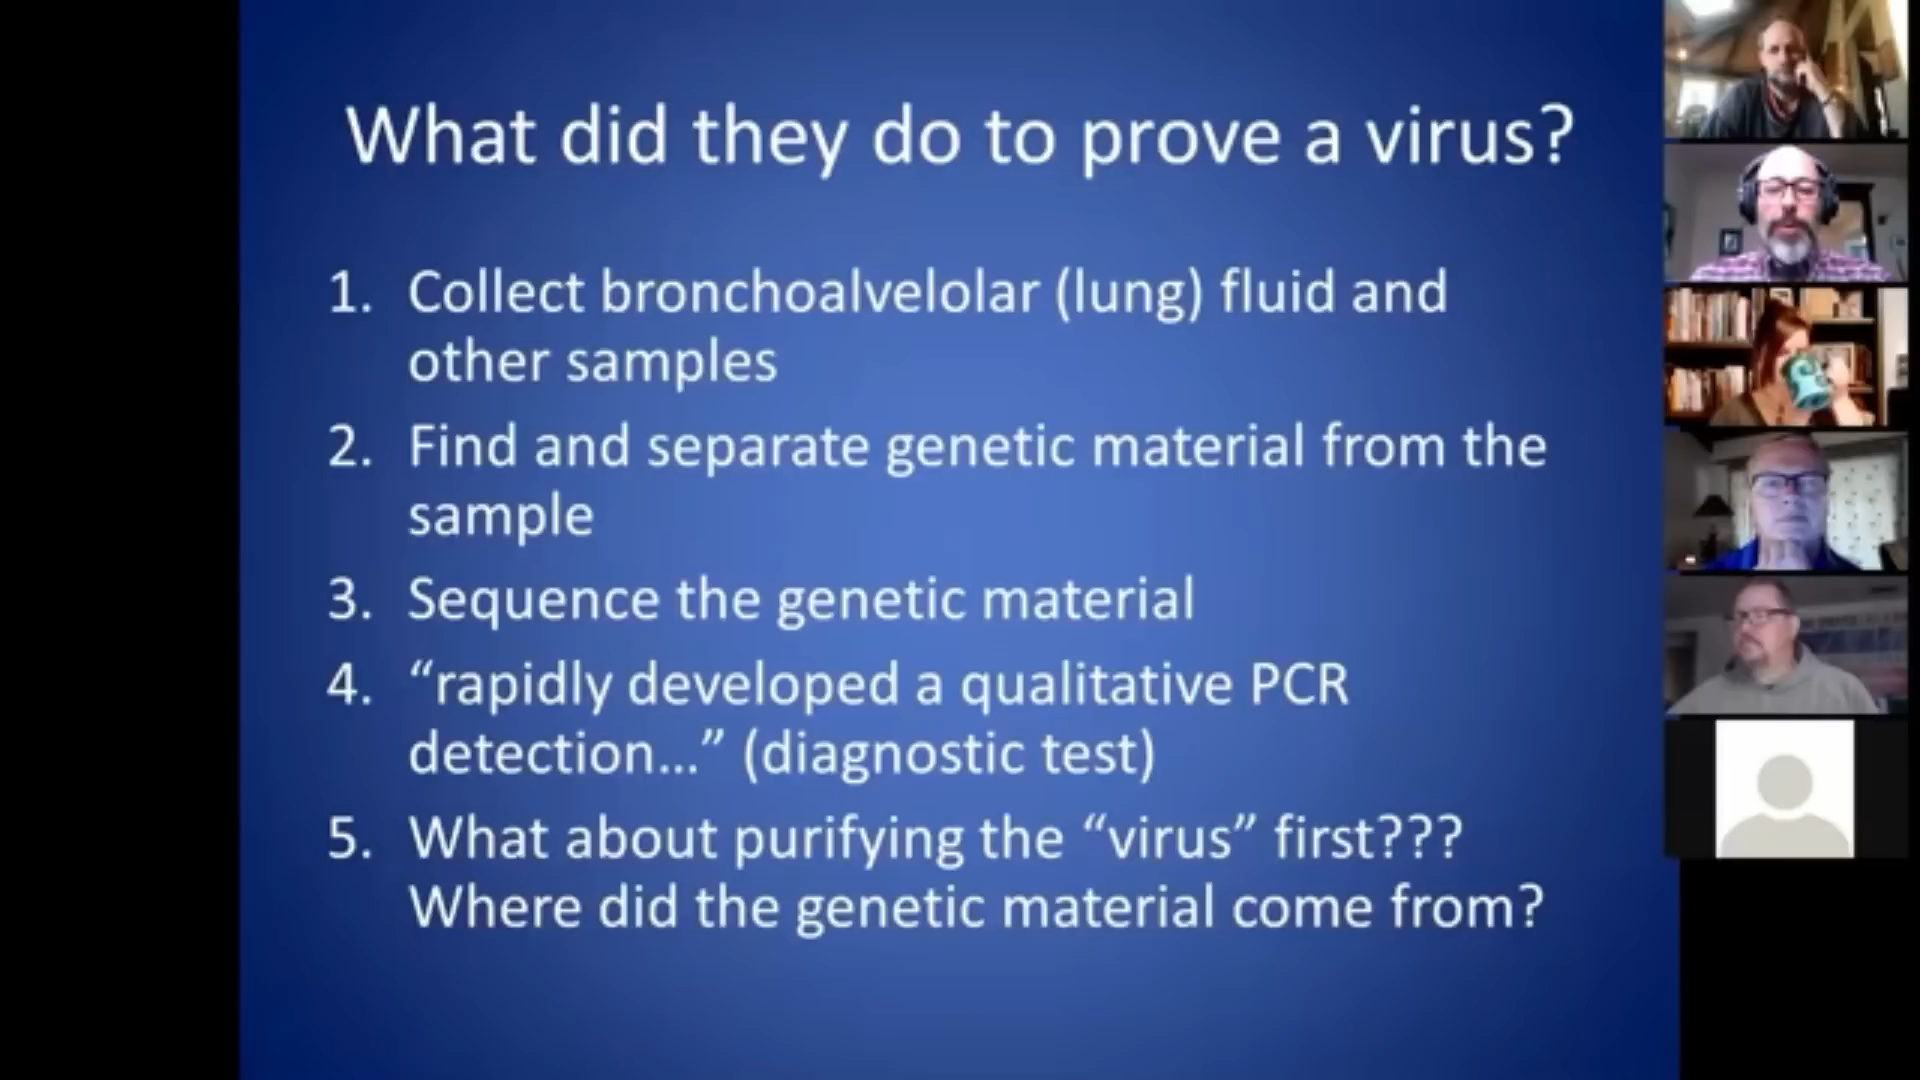 What did they do to prove a virus?
1. Collect bronchoalvelolar (lung) fluid and
other samples
2. Find and separate genetic material from the
sample
3. Sequence the genetic material
4. “rapidly developed a qualitative PCR
detection...” (diagnostic test)
5. What about purifying the “virus” first???
Where did the genetic material come from?